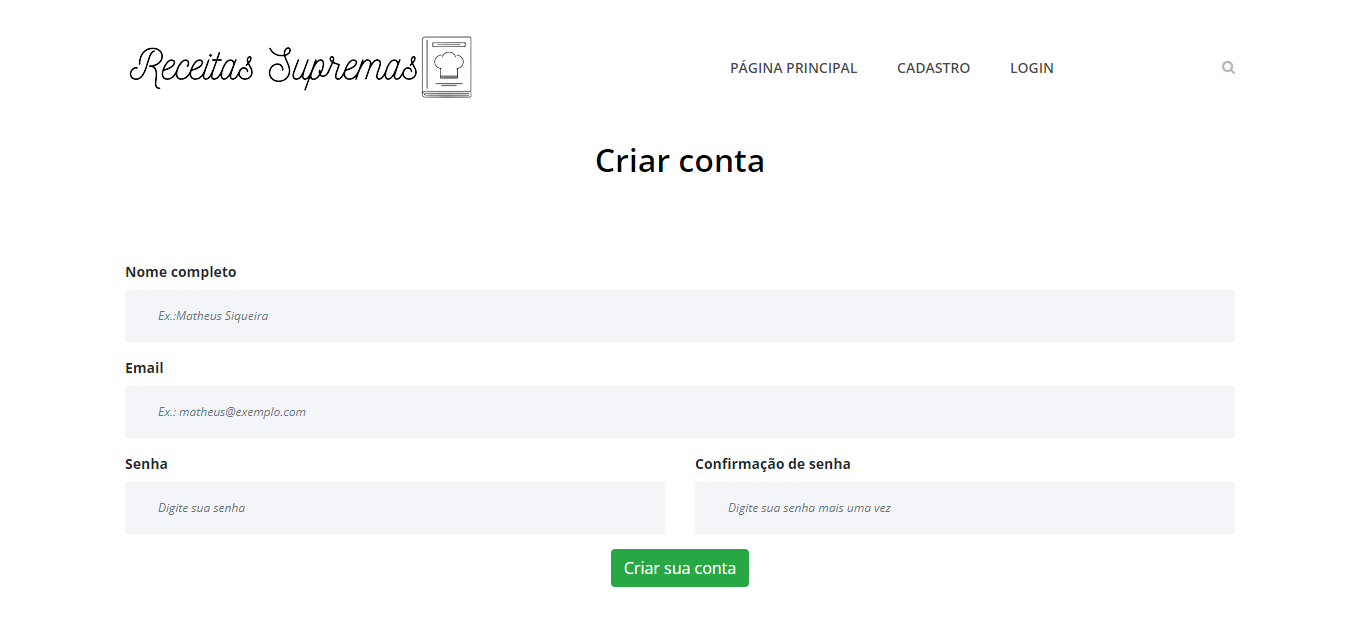 Receitas Supremas
PÁGINA PRINCIPAL CADASTRO LOGIN
Criar conta
Nome completo
Ex.:Matheus Siqueira
Email
Ex.: matheus@exemplo.com
Senha Confirmação de senha
Digite sua senha Digite sua senha mais uma vez
Criar sua conta